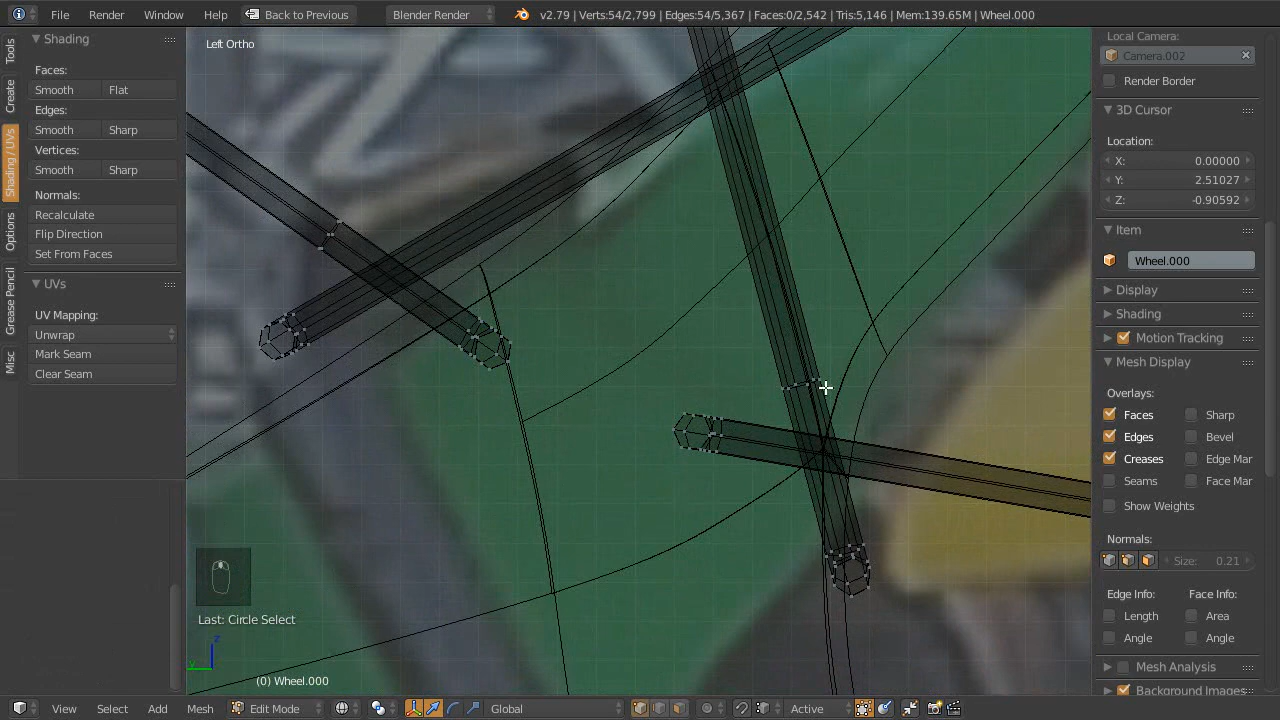 File Render Window Help Back to Previous Blender Render v2.79 | Verts:54/2,799 | Edges:54/5,367 | Faces:0/2,542 | Tris:5,146 | Mem:139.65M | Wheel.000
Tools
Create
Shading / UVs
Options
Grease Pencil
Misc
Shading
Faces:
Smooth Flat
Edges:
Smooth Sharp
Vertices:
Smooth Sharp
Normals:
Recalculate
Flip Direction
Set From Faces
UVs
UV Mapping:
Unwrap
Mark Seam
Clear Seam
Left Ortho
Last: Circle Select
z
y
(0) Wheel.000
Local Camera:
Camera.002
Render Border
3D Cursor
Location:
X: 0.00000
Y: 2.51027
Z: -0.90592
Item
Wheel.000
Display
Shading
Motion Tracking
Mesh Display
Overlays:
Faces Sharp
Edges Bevel
Creases Edge Mar
Seams Face Mar
Show Weights
Normals:
Size: 0.21
Edge Info: Face Info:
Length Area
Angle Angle
Mesh Analysis
Background Images
View Select Add Mesh Edit Mode Global Active